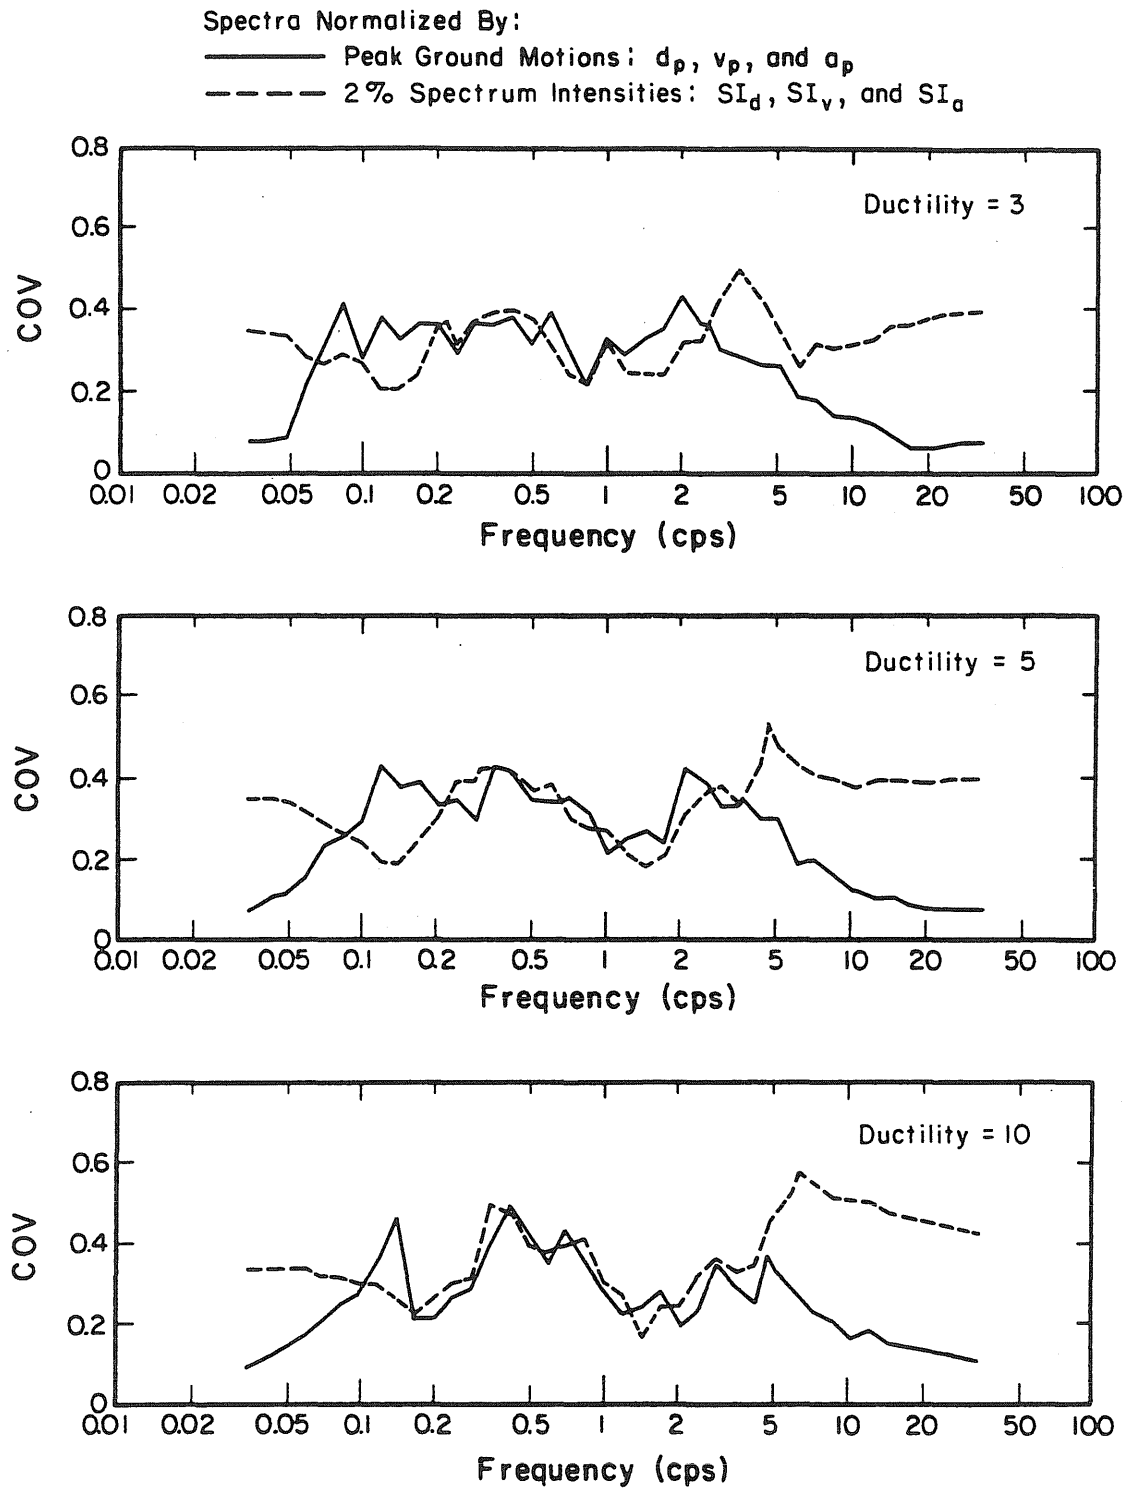 Spectra Normalized By:
Peak Ground Motions: dp, vp, and ap
2% Spectrum Intensities: SId, SIv, and SIa
0.8
0.6
0.4
0.2
0
COV
Ductility = 3
0.01 0.02 0.05 0.1 0.2 0.5 1 2 5 10 20 50 100
Frequency (cps)
0.8
0.6
0.4
0.2
0
COV
Ductility = 5
0.01 0.02 0.05 0.1 0.2 0.5 1 2 5 10 20 50 100
Frequency (cps)
0.8
0.6
0.4
0.2
0
COV
Ductility = 10
0.01 0.02 0.05 0.1 0.2 0.5 1 2 5 10 20 50 100
Frequency (cps)